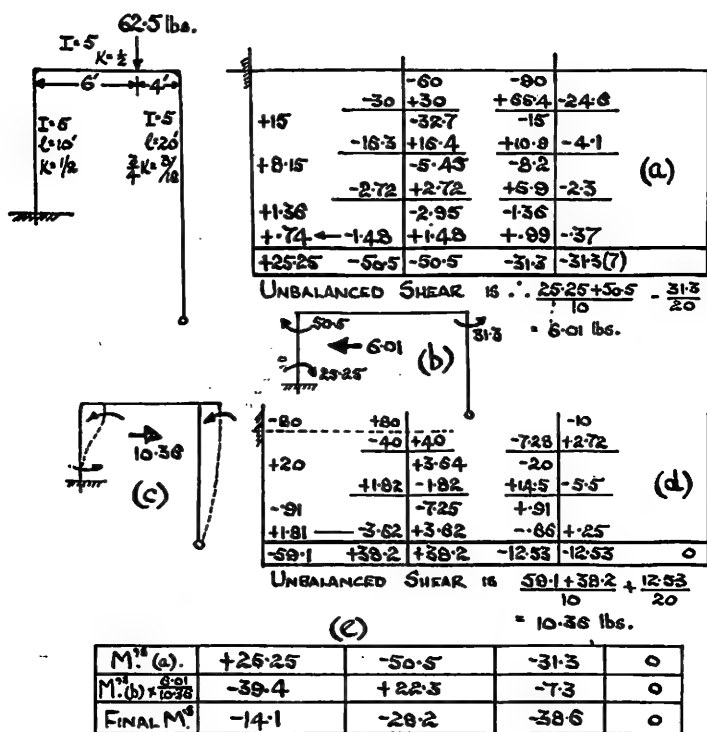 62.5 lbs.
I=5
K=½
6' 4'
I=5 I=5
l=10' l=20'
K=1/2 ¾K=3/16
-60 -90
-30 +30 +65.4 -24.6
+15 -32.7 -15
-16.3 +16.4 +10.9 -4.1
+8.15 -5.45 -8.2
-2.72 +2.72 +5.9 -2.3
+1.36 -2.95 -1.36
+.74 ← -1.48 +1.48 +.99 -.37
+25.25 -50.5 -50.5 -31.3 -31.3(7)
(a)
UNBALANCED SHEAR IS ∴ 25.25+50.5/10 - 31.3/20
= 6.01 lbs.
50.5 31.3
6.01
25.25
(b)
10.36
(c)
-80 +80 -10
-40 +40 -7.28 +2.72
+20 +3.64 -20
+1.82 -1.82 +14.5 -5.5
-.91 -7.25 +.91
+1.81 -3.62 +3.62 -.66 +.25
-59.1 +38.2 +38.2 -12.53 -12.53 0
(d)
UNBALANCED SHEAR IS 59.1+38.2/10 + 12.53/20
= 10.36 lbs.
(e)
M.ᵗˢ (a). +25.25 -50.5 -31.3 0
M.ᵗˢ(b)× 6.01/10.36 -39.4 +22.3 -7.3 0
FINAL M.ᵗˢ -14.1 -28.2 -38.6 0